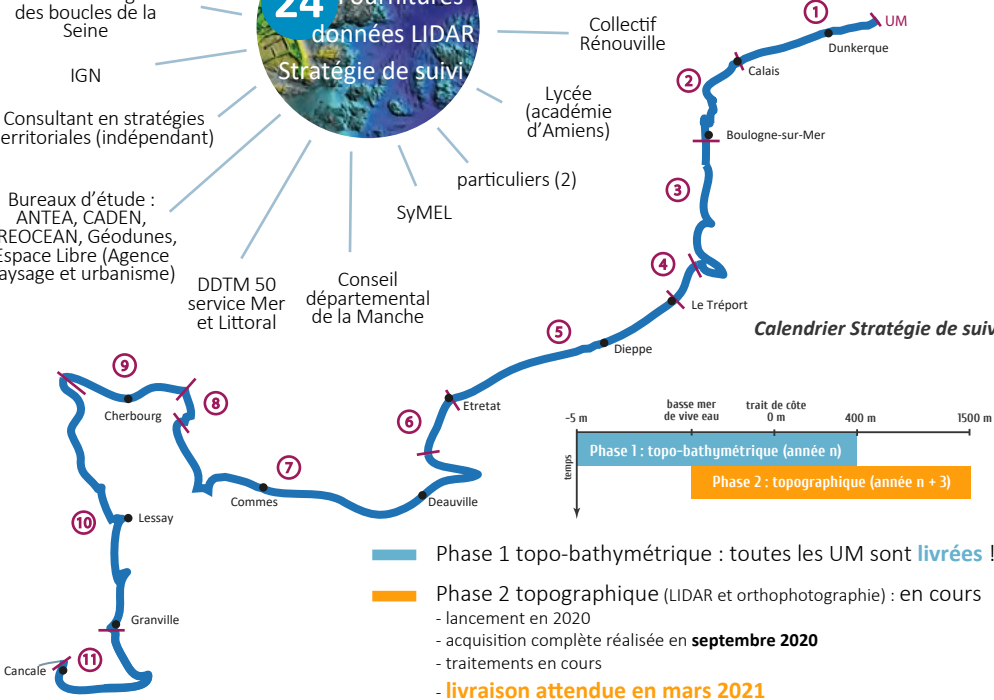 des boucles de la
Seine
IGN
Consultant en stratégies
territoriales (indépendant)
Bureaux d'étude :
ANTEA, CADEN,
REOCEAN, Géodunes,
Espace Libre (Agence
paysage et urbanisme)
DDTM 50
service Mer
et Littoral
Conseil
départemental
de la Manche
SyMEL
particuliers (2)
Lycée
(académie
d'Amiens)
Collectif
Rénouville
24 Fournitures
données LIDAR
Stratégie de suivi
1
UM
Dunkerque
Calais
2
Boulogne-sur-Mer
3
4
Le Tréport
5
Dieppe
Etretat
6
Deauville
7
Commes
8
9
Cherbourg
10
Lessay
Granville
11
Cancale
Calendrier Stratégie de suiv
basse mer
de vive eau
trait de côte
-5 m
0 m
400 m
1500 m
temps
Phase 1 : topo-bathymétrique (année n)
Phase 2 : topographique (année n + 3)
Phase 1 topo-bathymétrique : toutes les UM sont livrées !
Phase 2 topographique (LIDAR et orthophotographie) : en cours
- lancement en 2020
- acquisition complète réalisée en septembre 2020
- traitements en cours
- livraison attendue en mars 2021